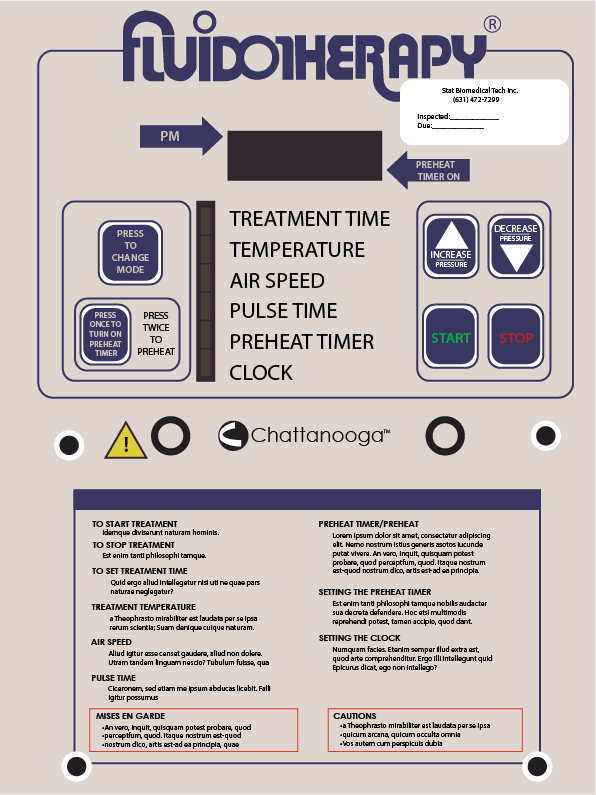 FLUIDOTHERAPY®
Stat Biomedical Tech Inc.
(631) 472-7299
Inspected:______________
Due:_______________
PM
PREHEAT
TIMER ON
PRESS
TO
CHANGE
MODE
PRESS
ONCE TO
TURN ON
PREHEAT
TIMER
PRESS
TWICE
TO
PREHEAT
TREATMENT TIME
TEMPERATURE
AIR SPEED
PULSE TIME
PREHEAT TIMER
CLOCK
INCREASE
PRESSURE
DECREASE
PRESSURE
START
STOP
!
Chattanooga™
TO START TREATMENT
Idemque diviserunt naturam hominis.
TO STOP TREATMENT
Est enim tanti philosophi tamque.
TO SET TREATMENT TIME
Quid ergo aliud intellegetur nisi uti ne quae pars
naturae neglegatur?
TREATMENT TEMPERATURE
a Theophrasto mirabiliter est laudata per se ipsa
rerum scientia; Suam denique cuique naturam.
AIR SPEED
Aliud igitur esse censet gaudere, aliud non dolere.
Utram tandem linguam nescio? Tubulum fuisse, qua
PULSE TIME
Ciceronem, sed etiam me ipsum abducas licebit. Falli
igitur possumus
MISES EN GARDE
•An vero, inquit, quisquam potest probare, quod
•perceptfum, quod. Itaque nostrum est-quod
•nostrum dico, artis est-ad ea principia, quae
PREHEAT TIMER/PREHEAT
Lorem ipsum dolor sit amet, consectetur adipiscing
elit. Nemo nostrum istius generis asotos iucunde
putat vivere. An vero, inquit, quisquam potest
probare, quod perceptfum, quod. Itaque nostrum
est-quod nostrum dico, artis est-ad ea principia.
SETTING THE PREHEAT TIMER
Est enim tanti philosophi tamque nobilis audacter
sua decreta defendere. Hoc etsi multimodis
reprehendi potest, tamen accipio, quod dant.
SETTING THE CLOCK
Numquam facies. Etenim semper illud extra est,
quod arte comprehenditur. Ergo illi intellegunt quid
Epicurus dicat, ego non intellego?
CAUTIONS
•a Theophrasto mirabiliter est laudata per se ipsa
•quicum arcana, quicum occulta omnia
•Vos autem cum perspicuis dubia